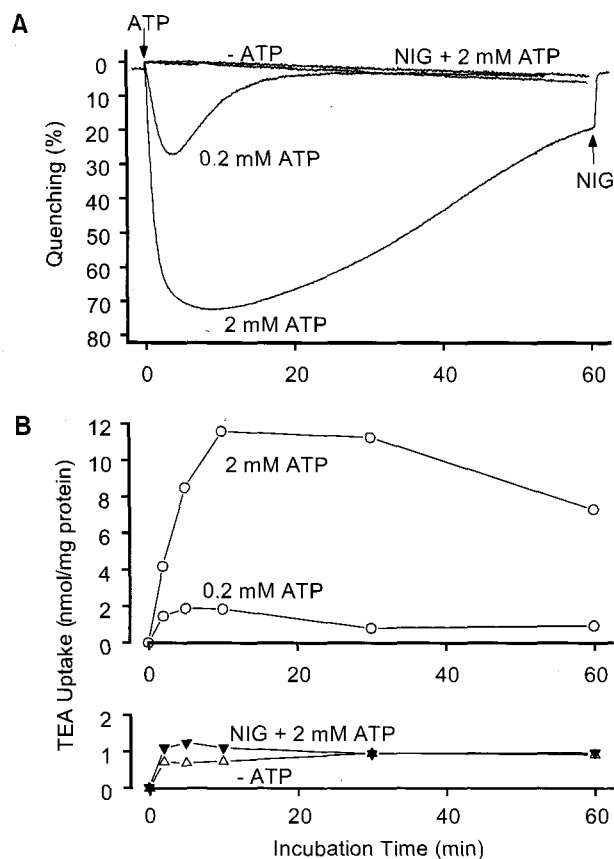 A
ATP
- ATP
NIG + 2 mM ATP
0
10
20
30
40
50
60
70
80
Quenching (%)
0.2 mM ATP
NIG
2 mM ATP
0 20 40 60
B
12
10
8
6
4
2
0
2 mM ATP
0.2 mM ATP
0 20 40 60
TEA Uptake (nmol/mg protein)
2
1
0
NIG + 2 mM ATP
- ATP
0 20 40 60
Incubation Time (min)